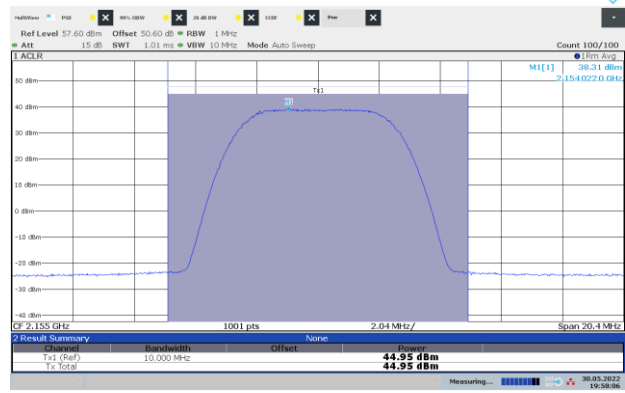 MultiView PSD 99% OBW 26 dB BW CCDF Pwr
Ref Level 57.60 dBm Offset 50.60 dB RBW 1 MHz
Att 15 dB SWT 1.01 ms VBW 10 MHz Mode Auto Sweep Count 100/100
1 ACLR 1Rm Avg
M1[1] 38.31 dBm
2.154022 0 GHz
50 dBm
Tx1
M1
40 dBm
30 dBm
20 dBm
10 dBm
0 dBm
-10 dBm
-20 dBm
-30 dBm
-40 dBm
CF 2.155 GHz 1001 pts 2.04 MHz/ Span 20.4 MHz
2 Result Summary None
Channel Bandwidth Offset Power
Tx1 (Ref) 10.000 MHz 44.95 dBm
Tx Total 44.95 dBm
Measuring... 30.05.2022
19:58:06